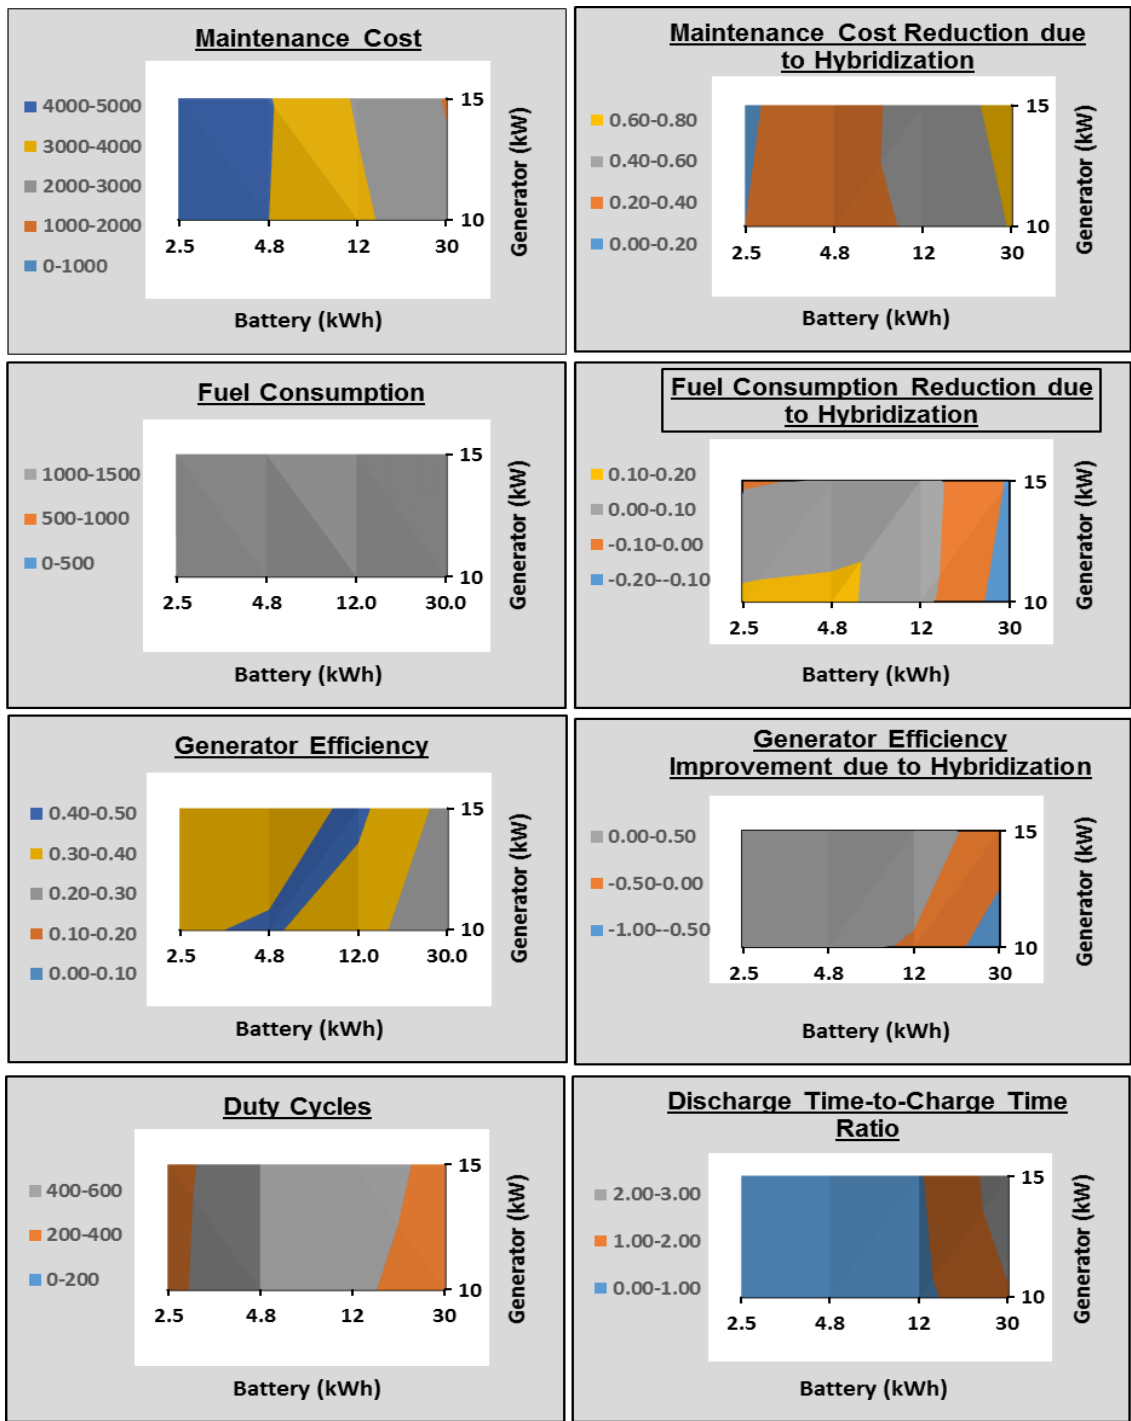 Maintenance Cost
4000-5000
3000-4000
2000-3000
1000-2000
0-1000
15
10
2.5 4.8 12 30
Battery (kWh)
Generator (kW)
Maintenance Cost Reduction due
to Hybridization
0.60-0.80
0.40-0.60
0.20-0.40
0.00-0.20
15
10
2.5 4.8 12 30
Battery (kWh)
Generator (kW)
Fuel Consumption
1000-1500
500-1000
0-500
15
10
2.5 4.8 12.0 30.0
Battery (kWh)
Generator (kW)
Fuel Consumption Reduction due
to Hybridization
0.10-0.20
0.00-0.10
-0.10-0.00
-0.20--0.10
15
10
2.5 4.8 12 30
Battery (kWh)
Generator (kW)
Generator Efficiency
0.40-0.50
0.30-0.40
0.20-0.30
0.10-0.20
0.00-0.10
15
10
2.5 4.8 12.0 30.0
Battery (kWh)
Generator (kW)
Generator Efficiency
Improvement due to Hybridization
0.00-0.50
-0.50-0.00
-1.00--0.50
15
10
2.5 4.8 12 30
Battery (kWh)
Generator (kW)
Duty Cycles
400-600
200-400
0-200
15
10
2.5 4.8 12 30
Battery (kWh)
Generator (kW)
Discharge Time-to-Charge Time
Ratio
2.00-3.00
1.00-2.00
0.00-1.00
15
10
2.5 4.8 12 30
Battery (kWh)
Generator (kW)